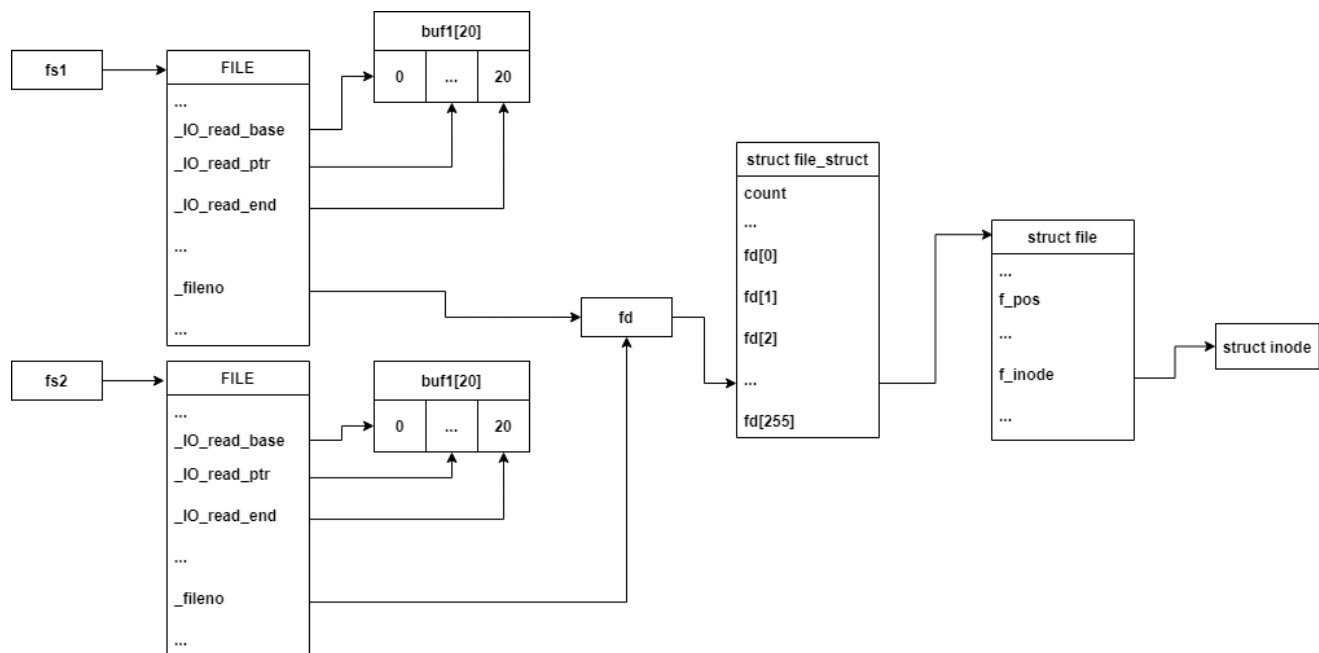 fs1
FILE
...
_IO_read_base
_IO_read_ptr
_IO_read_end
...
_fileno
...
buf1[20]
0 ... 20
fs2
FILE
...
_IO_read_base
_IO_read_ptr
_IO_read_end
...
_fileno
...
buf1[20]
0 ... 20
fd
struct file_struct
count
...
fd[0]
fd[1]
fd[2]
...
fd[255]
struct file
...
f_pos
...
f_inode
...
struct inode